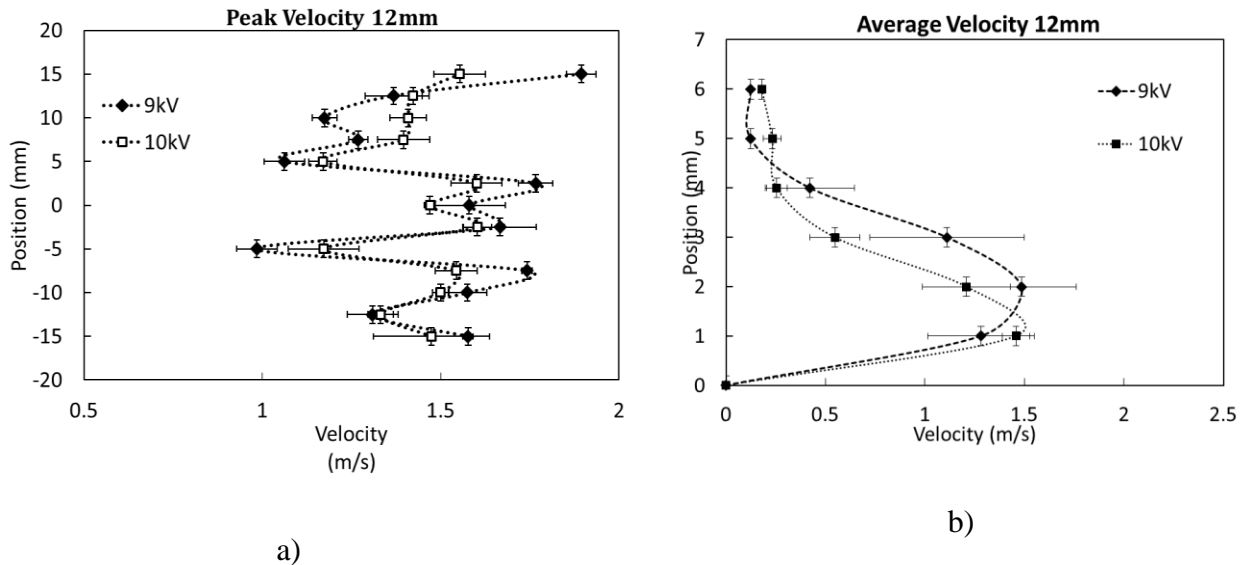 Peak Velocity 12mm
20
15
10
5
0
-5
-10
-15
-20
Position (mm)
9kV
10kV
0.5 1 1.5 2
Velocity
(m/s)
a)
Average Velocity 12mm
7
6
5
4
3
2
1
0
Position (mm)
9kV
10kV
0 0.5 1 1.5 2 2.5
Velocity (m/s)
b)